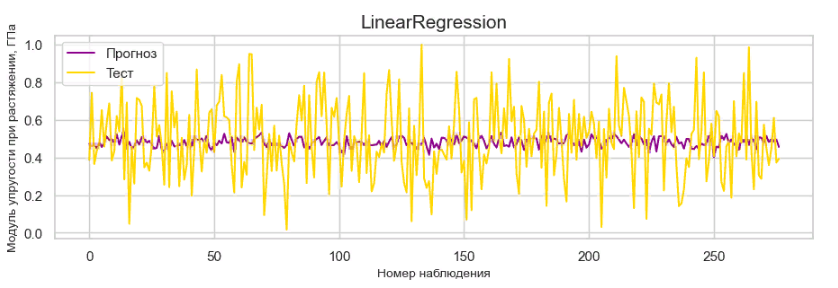 LinearRegression
Модуль упругости при растяжении, ГПа
1.0
0.8
0.6
0.4
0.2
0.0
Прогноз
Тест
0 50 100 150 200 250
Номер наблюдения